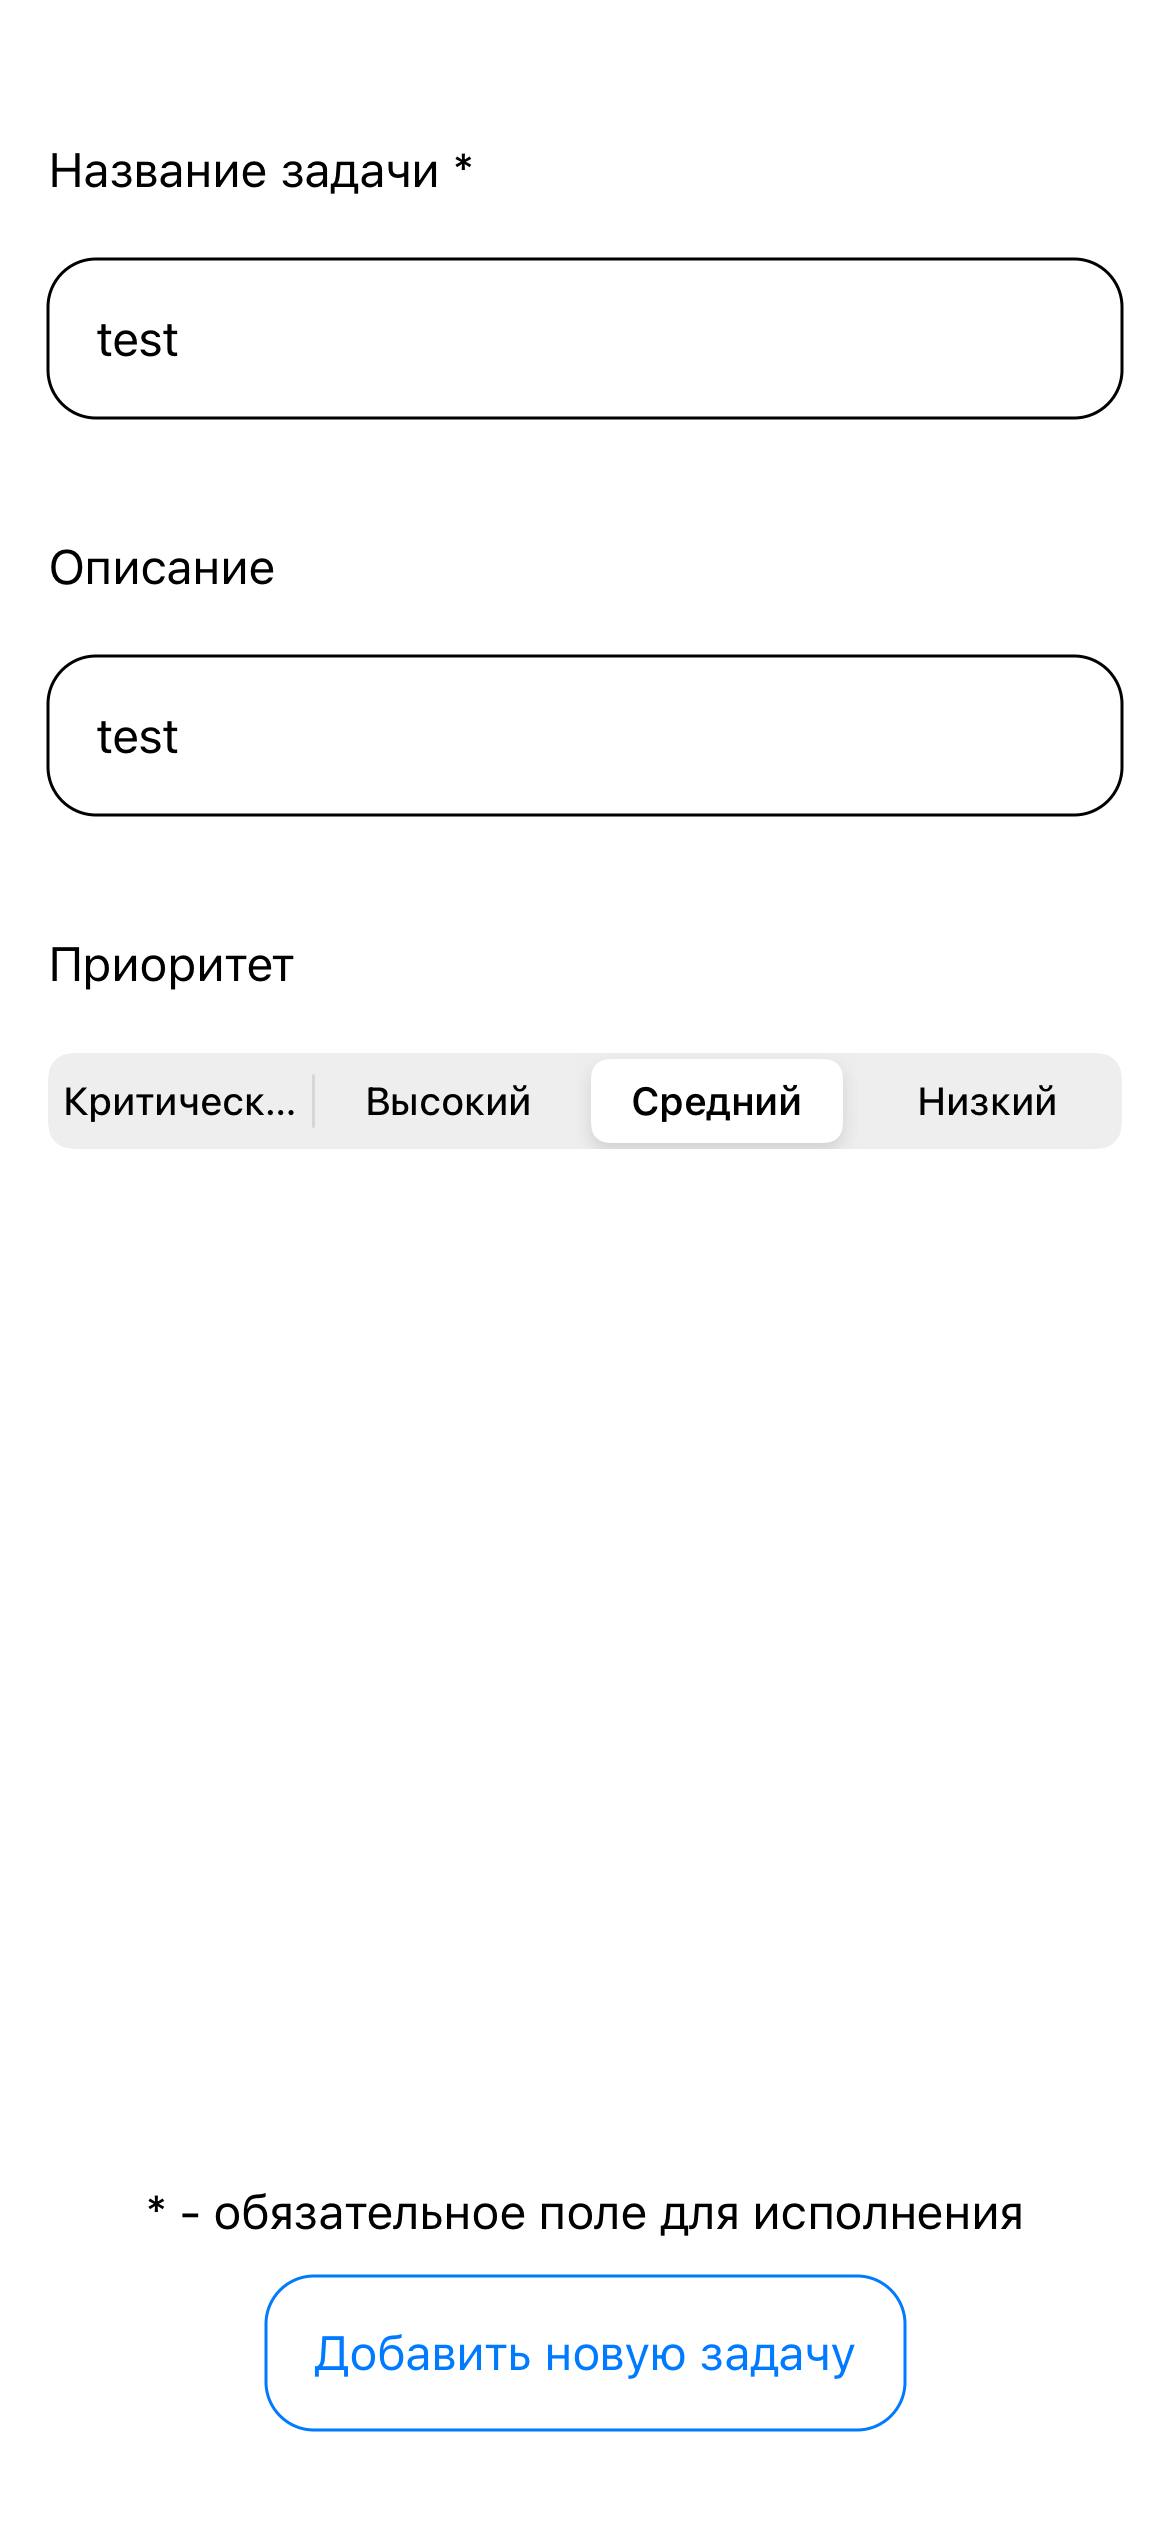 Название задачи *
test
Описание
test
Приоритет
Критическ... Высокий Средний Низкий
* - обязательное поле для исполнения
Добавить новую задачу